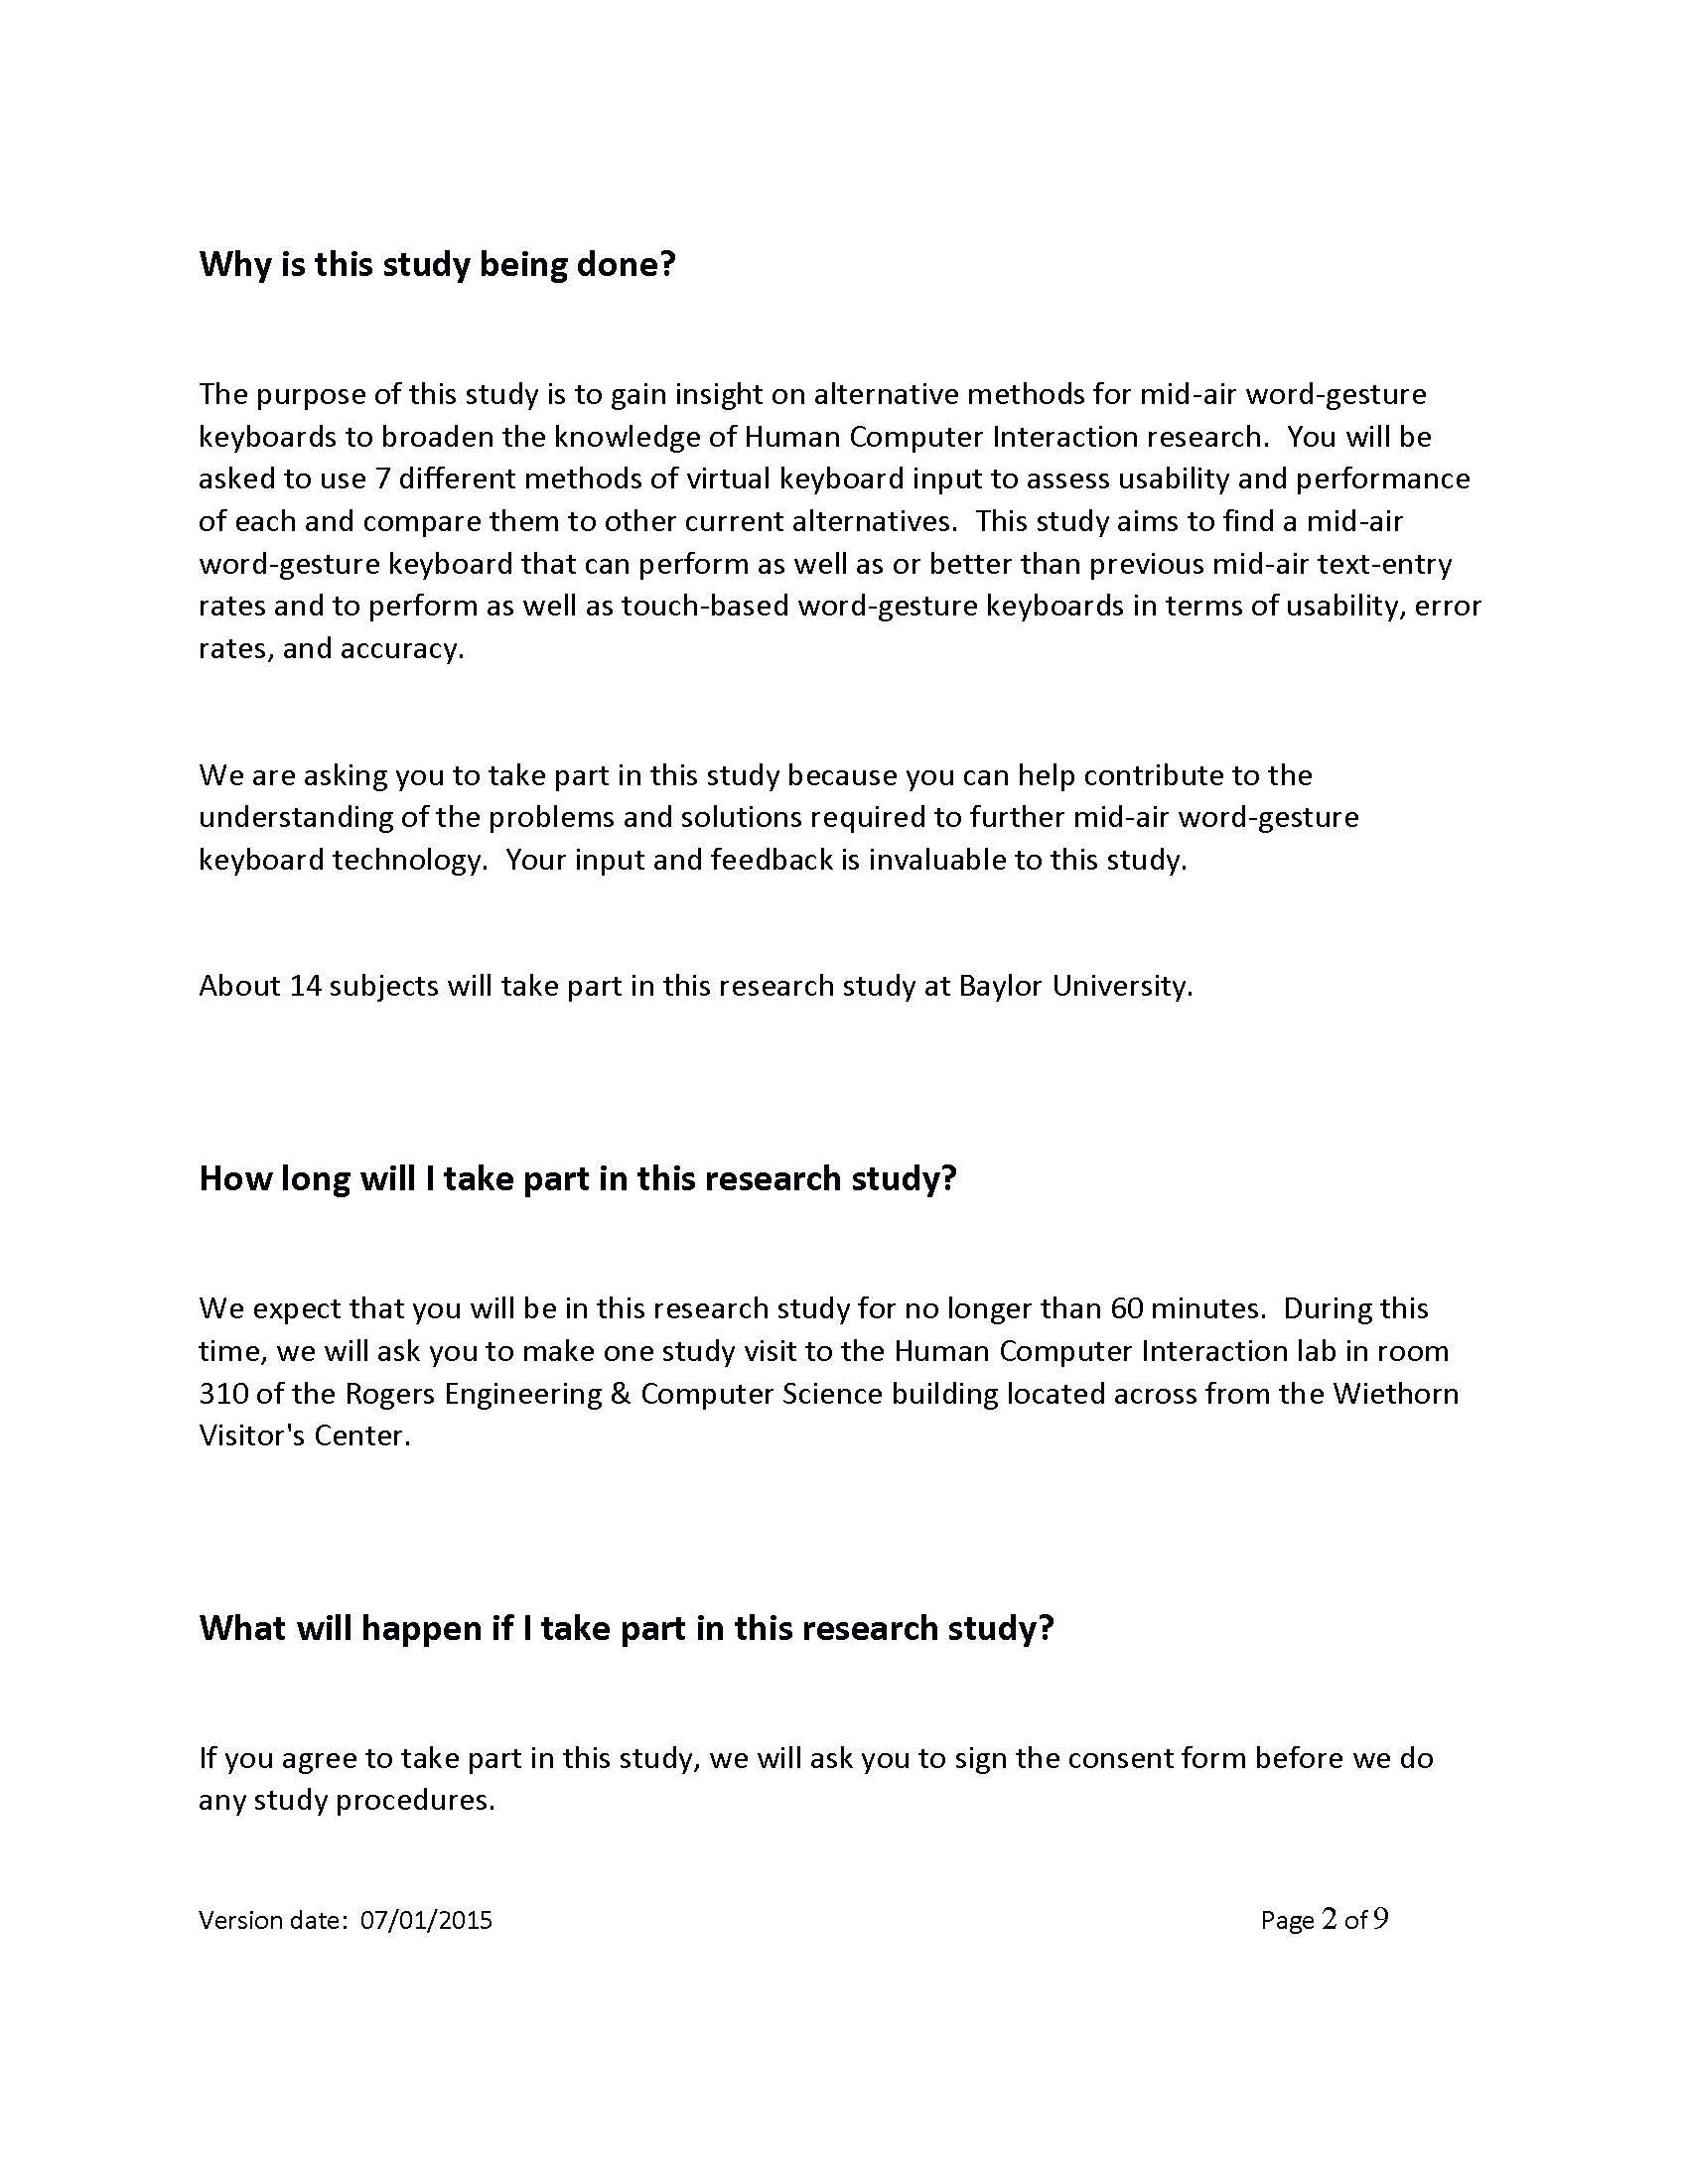 Why is this study being done?
The purpose of this study is to gain insight on alternative methods for mid-air word-gesture
keyboards to broaden the knowledge of Human Computer Interaction research.  You will be
asked to use 7 different methods of virtual keyboard input to assess usability and performance
of each and compare them to other current alternatives.  This study aims to find a mid-air
word-gesture keyboard that can perform as well as or better than previous mid-air text-entry
rates and to perform as well as touch-based word-gesture keyboards in terms of usability, error
rates, and accuracy.
We are asking you to take part in this study because you can help contribute to the
understanding of the problems and solutions required to further mid-air word-gesture
keyboard technology.  Your input and feedback is invaluable to this study.
About 14 subjects will take part in this research study at Baylor University.
How long will I take part in this research study?
We expect that you will be in this research study for no longer than 60 minutes.  During this
time, we will ask you to make one study visit to the Human Computer Interaction lab in room
310 of the Rogers Engineering & Computer Science building located across from the Wiethorn
Visitor's Center.
What will happen if I take part in this research study?
If you agree to take part in this study, we will ask you to sign the consent form before we do
any study procedures.
Version date:  07/01/2015 Page 2 of 9